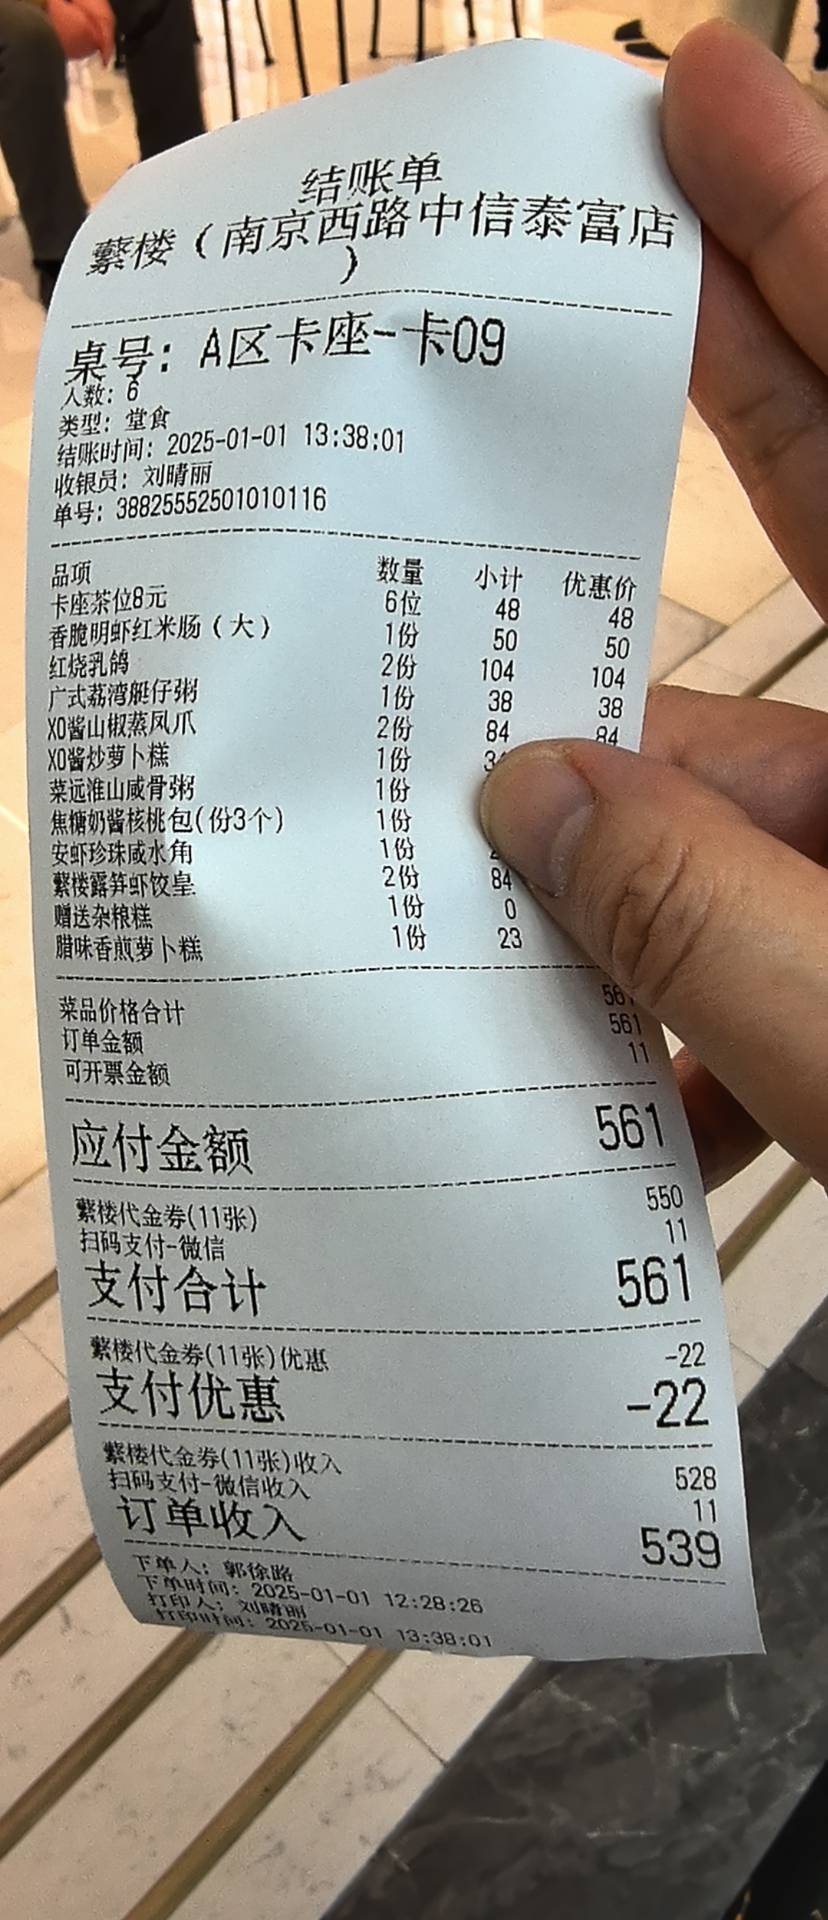 结账单
蘩楼（南京西路中信泰富店
）
桌号：A区卡座-卡09
人数：6
类型：堂食
结账时间：2025-01-01 13:38:01
收银员：刘晴丽
单号：38825552501010116
品项 数量 小计 优惠价
卡座茶位8元 6位 48 48
香脆明虾红米肠（大） 1份 50 50
红烧乳鸽 2份 104 104
广式荔湾艇仔粥 1份 38 38
XO酱山椒蒸凤爪 2份 84 84
XO酱炒萝卜糕 1份
菜远淮山咸骨粥 1份
焦糖奶酱核桃包(份3个) 1份
安虾珍珠咸水角 1份
蘩楼露笋虾饺皇 2份 84
赠送杂粮糕 1份 0
腊味香煎萝卜糕 1份 23
菜品价格合计 561
订单金额 561
可开票金额 11
应付金额 561
蘩楼代金券(11张) 550
扫码支付-微信 11
支付合计 561
蘩楼代金券(11张)优惠 -22
支付优惠 -22
蘩楼代金券(11张)收入 528
扫码支付-微信收入 11
订单收入 539
下单人：郭徐路
下单时间：2025-01-01 12:28:26
打印人：刘晴丽
打印时间：2025-01-01 13:38:01